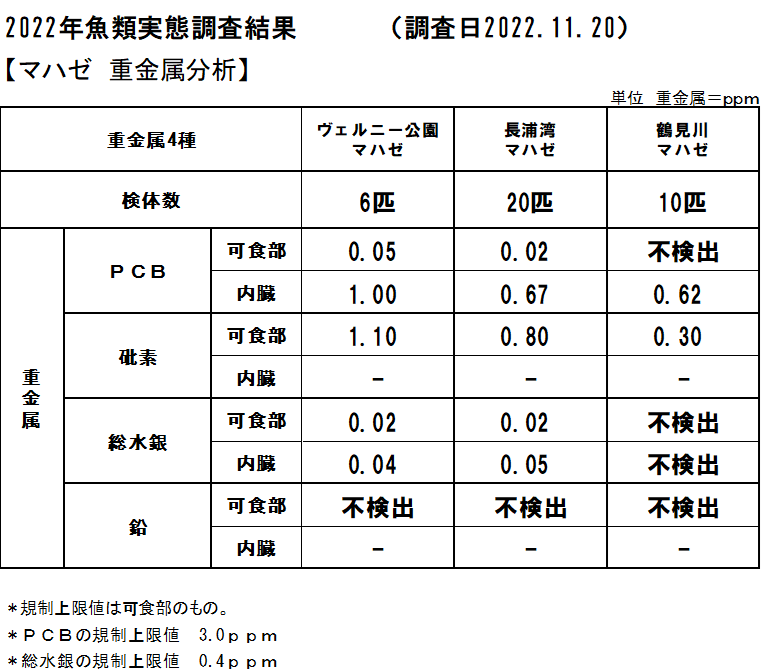 2022年魚類実態調査結果　（調査日2022.11.20）
【マハゼ　重金属分析】
単位　重金属＝ppm
重金属4種　ヴェルニー公園　長浦湾　鶴見川
マハゼ　マハゼ　マハゼ
検体数　6匹　20匹　10匹
重金属
ＰＣＢ　可食部　0.05　0.02　不検出
内臓　1.00　0.67　0.62
砒素　可食部　1.10　0.80　0.30
内臓　−　−　−
総水銀　可食部　0.02　0.02　不検出
内臓　0.04　0.05　不検出
鉛　可食部　不検出　不検出　不検出
内臓　−　−　−
＊規制上限値は可食部のもの。
＊ＰＣＢの規制上限値　3.0ｐｐｍ
＊総水銀の規制上限値　0.4ｐｐｍ